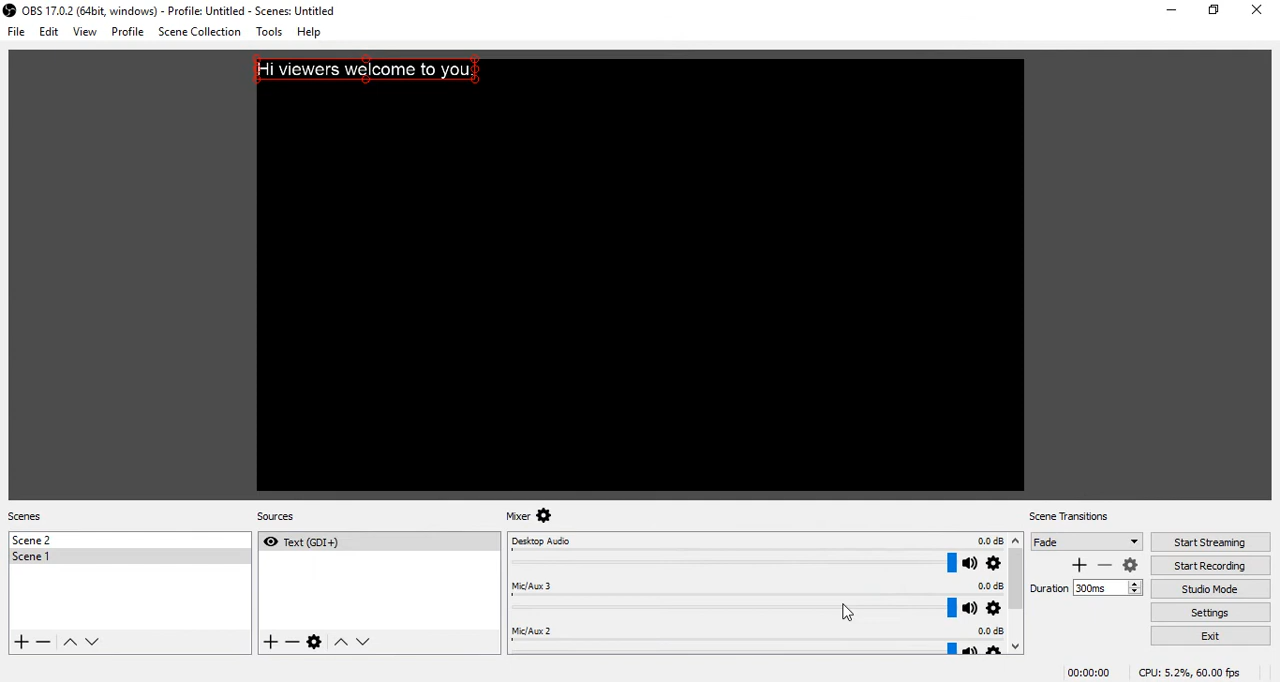 OBS 17.0.2 (64bit, windows) - Profile: Untitled - Scenes: Untitled
File Edit View Profile Scene Collection Tools Help
Hi viewers welcome to you
Scenes
Scene 2
Scene 1
Sources
Text (GDI+)
Mixer
Desktop Audio 0.0 dB
Mic/Aux 3 0.0 dB
Mic/Aux 2 0.0 dB
Scene Transitions
Fade
Duration 300ms
Start Streaming
Start Recording
Studio Mode
Settings
Exit
00:00:00 CPU: 5.2%, 60.00 fps